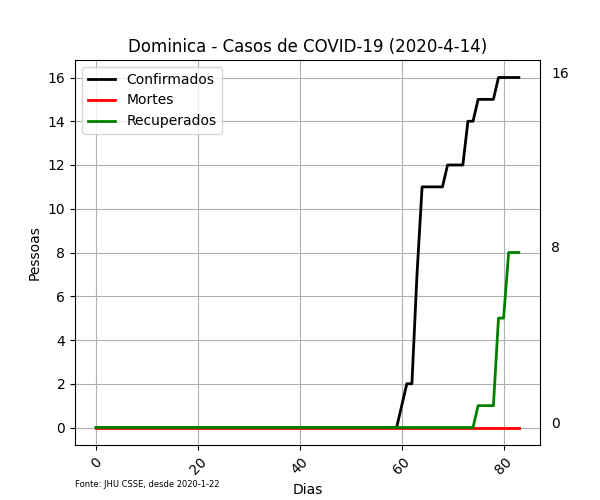 Dominica - Casos de COVID-19 (2020-4-14)
Confirmados
Mortes
Recuperados
16
14
12
10
8
6
4
2
0
Pessoas
16
8
0
0
20
40
60
80
Dias
Fonte: JHU CSSE, desde 2020-1-22